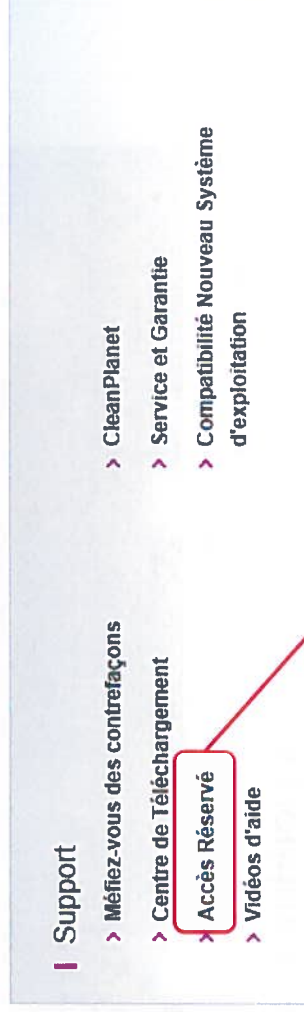 Support
> Méfiez-vous des contrefaçons
> Centre de Téléchargement
> Accès Réservé
> Vidéos d'aide
> CleanPlanet
> Service et Garantie
> Compatibilité Nouveau Système
d'exploitation